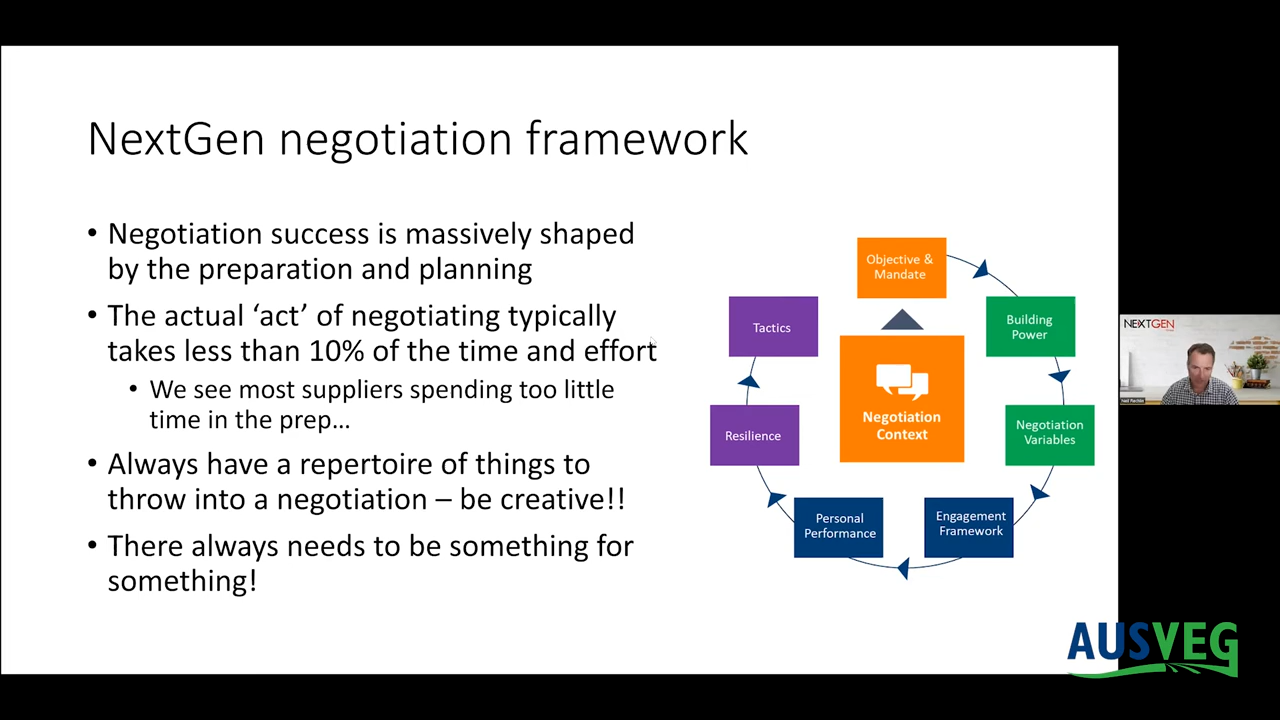 NextGen negotiation framework
• Negotiation success is massively shaped
by the preparation and planning
• The actual ‘act’ of negotiating typically
takes less than 10% of the time and effort
• We see most suppliers spending too little
time in the prep…
• Always have a repertoire of things to
throw into a negotiation – be creative!!
• There always needs to be something for
something!
Objective &
Mandate
Building
Power
Negotiation
Variables
Engagement
Framework
Personal
Performance
Resilience
Tactics
Negotiation
Context
NEXTGEN
AUSVEG